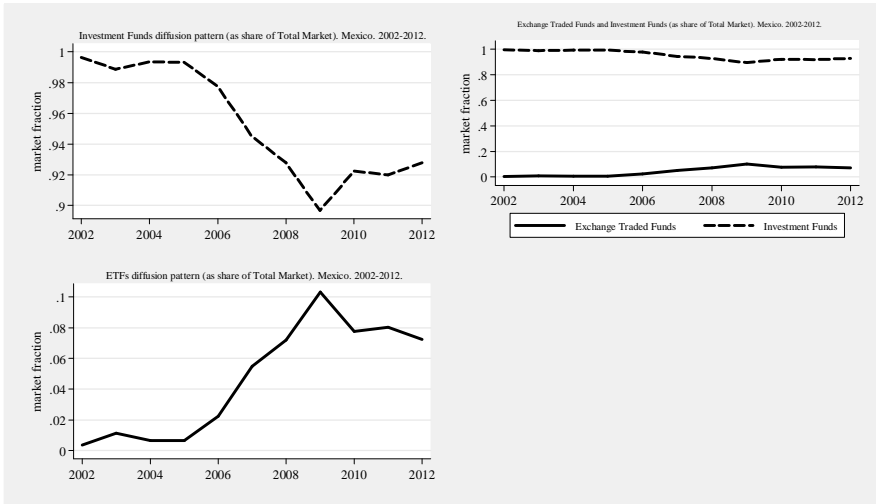 Investment Funds diffusion pattern (as share of Total Market). Mexico. 2002-2012.
market fraction
1
.98
.96
.94
.92
.9
2002 2004 2006 2008 2010 2012
Exchange Traded Funds and Investment Funds (as share of Total Market). Mexico. 2002-2012.
market fraction
1
.8
.6
.4
.2
0
2002 2004 2006 2008 2010 2012
Exchange Traded Funds Investment Funds
ETFs diffusion pattern (as share of Total Market). Mexico. 2002-2012.
market fraction
.1
.08
.06
.04
.02
0
2002 2004 2006 2008 2010 2012